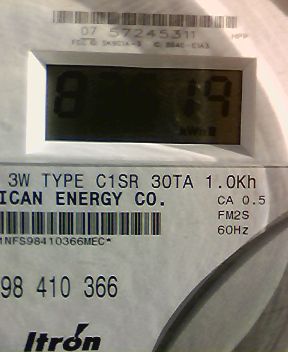 07 57245311
8 19
3W TYPE C1SR 30TA 1.0Kh
ICAN ENERGY CO.
CA 0.5
FM2S
60Hz
1NFS98410366MEC*
98 410 366
Itron